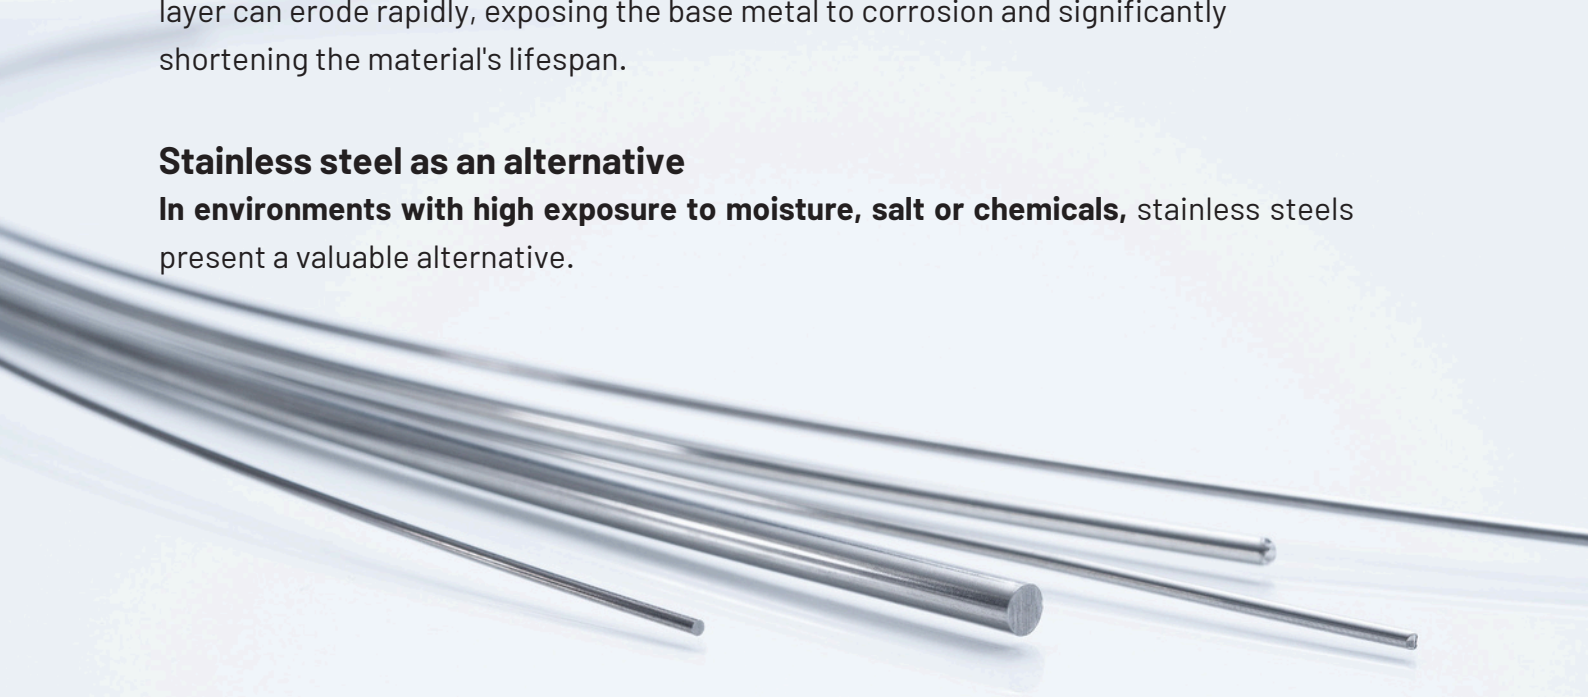 layer can erode rapidly, exposing the base metal to corrosion and significantly
shortening the material's lifespan.
Stainless steel as an alternative
In environments with high exposure to moisture, salt or chemicals, stainless steels
present a valuable alternative.